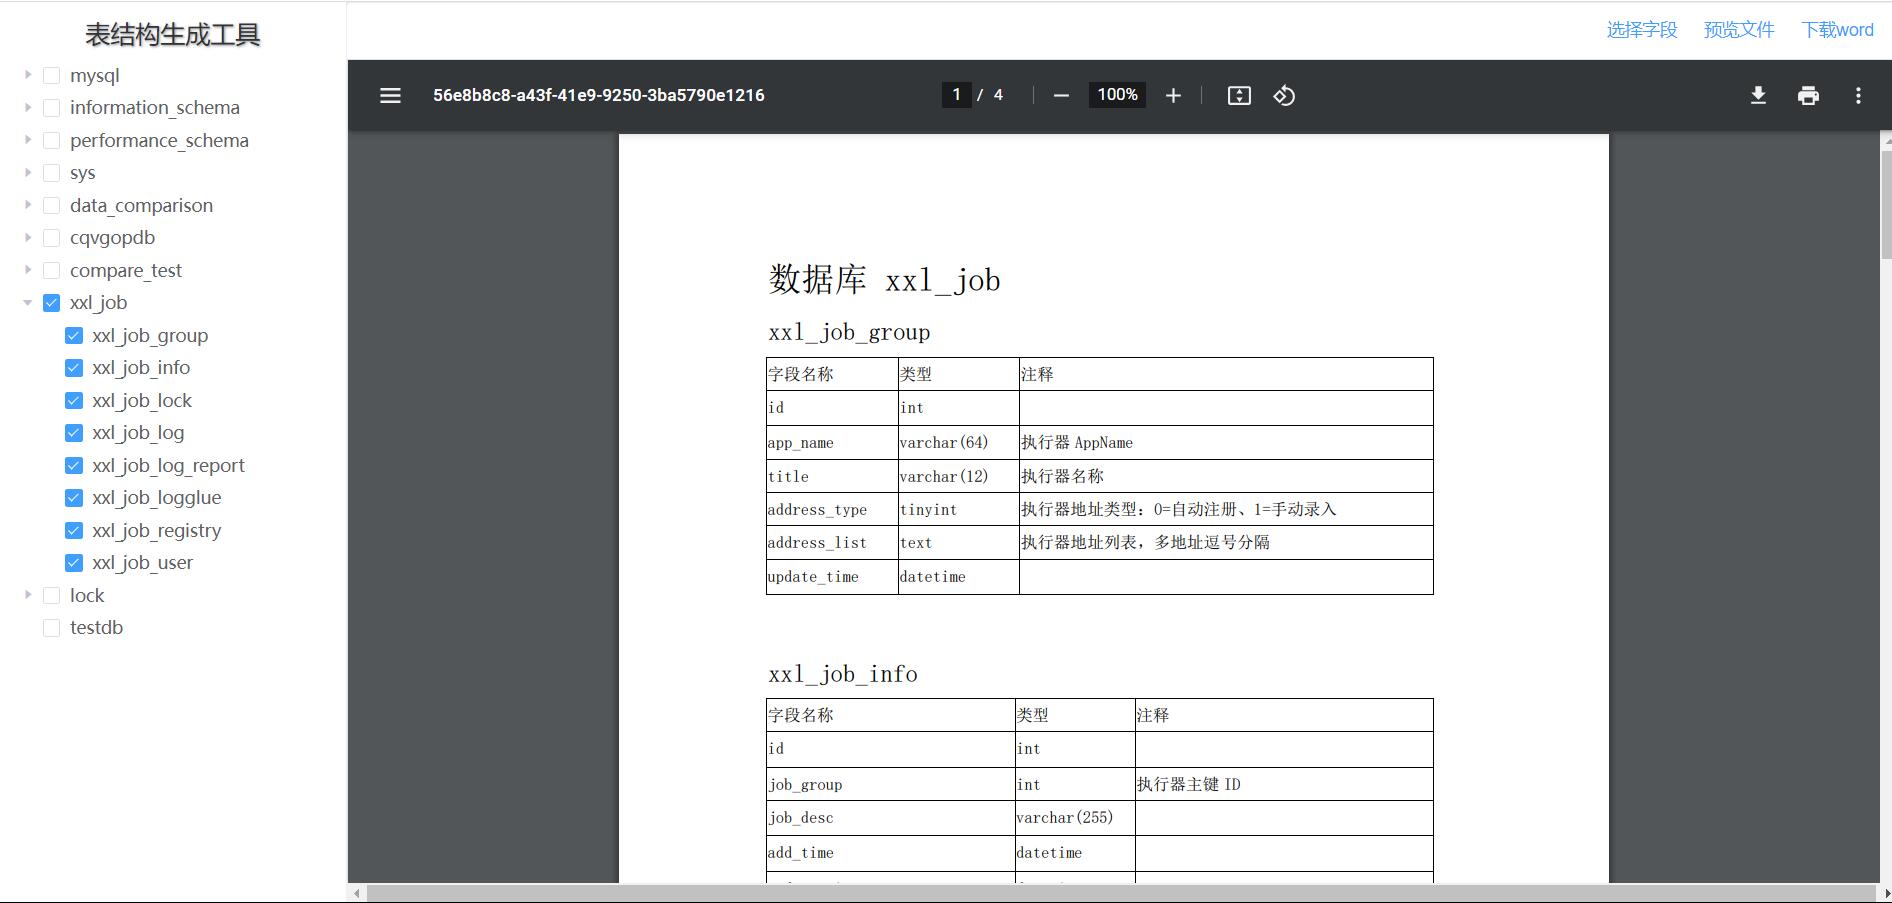 表结构生成工具
mysql
information_schema
performance_schema
sys
data_comparison
cqvgopdb
compare_test
xxl_job
xxl_job_group
xxl_job_info
xxl_job_lock
xxl_job_log
xxl_job_log_report
xxl_job_logglue
xxl_job_registry
xxl_job_user
lock
testdb
选择字段 预览文件 下载word
56e8b8c8-a43f-41e9-9250-3ba5790e1216 1 / 4 100%
数据库 xxl_job
xxl_job_group
字段名称 类型 注释
id int
app_name varchar(64) 执行器 AppName
title varchar(12) 执行器名称
address_type tinyint 执行器地址类型：0=自动注册、1=手动录入
address_list text 执行器地址列表，多地址逗号分隔
update_time datetime
xxl_job_info
字段名称 类型 注释
id int
job_group int 执行器主键 ID
job_desc varchar(255)
add_time datetime